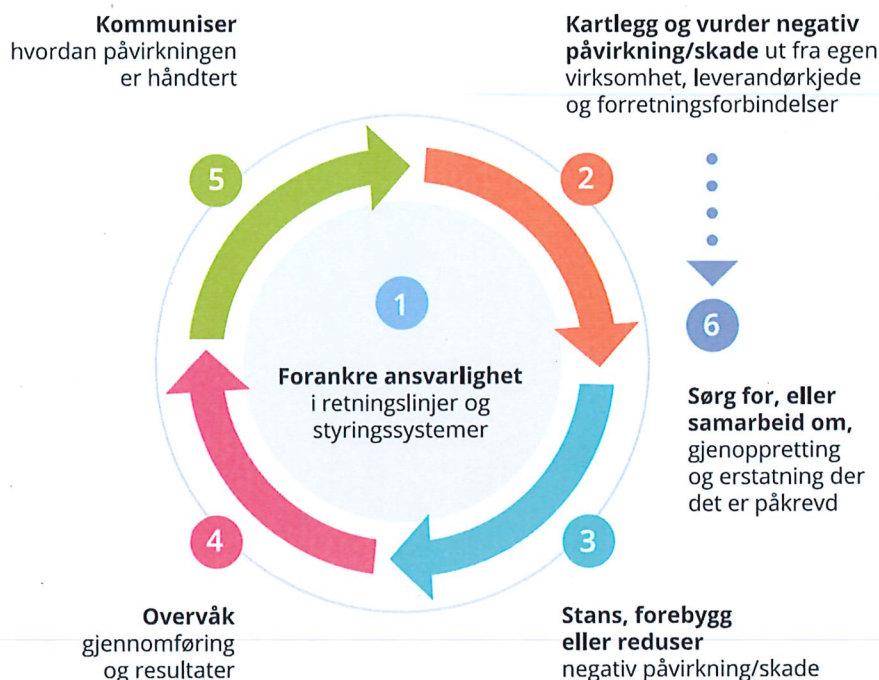 Kommuniser
hvordan påvirkningen
er håndtert
Kartlegg og vurder negativ
påvirkning/skade ut fra egen
virksomhet, leverandørkjede
og forretningsforbindelser
5
2
1
6
Forankre ansvarlighet
i retningslinjer og
styringssystemer
Sørg for, eller
samarbeid om,
gjenoppretting
og erstatning der
det er påkrevd
4
3
Overvåk
gjennomføring
og resultater
Stans, forebygg
eller reduser
negativ påvirkning/skade